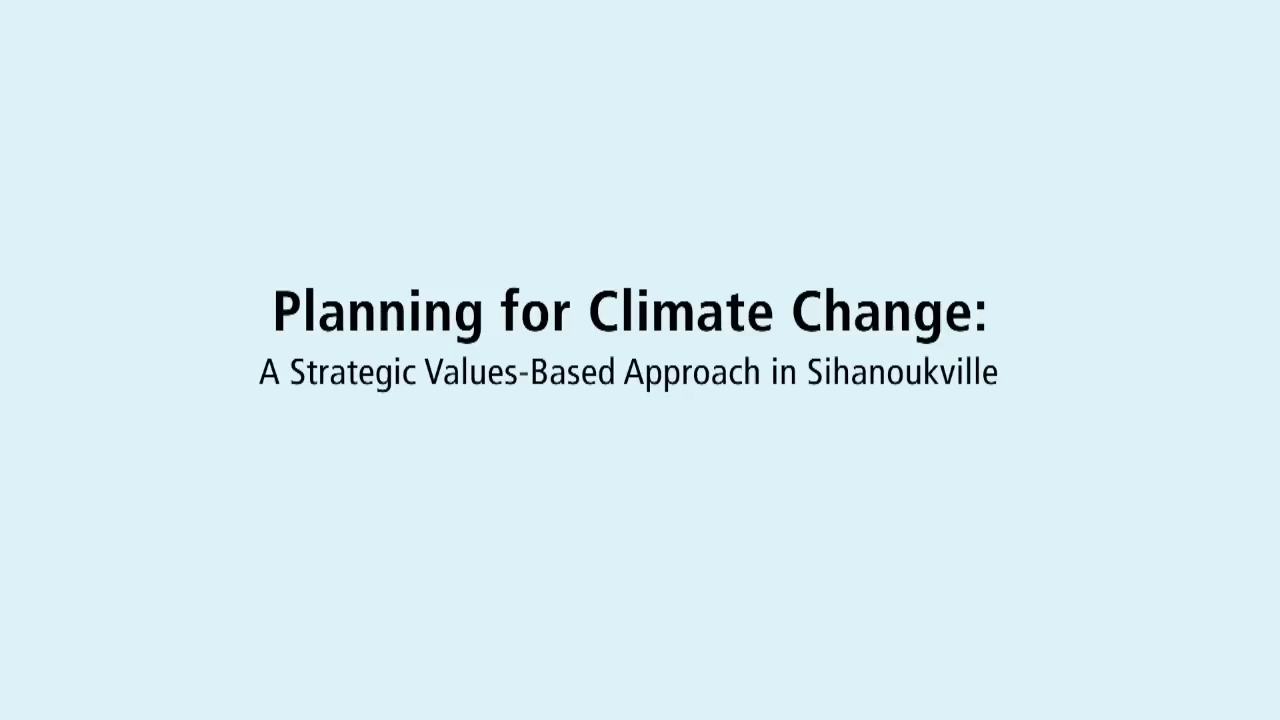 Planning for Climate Change:
A Strategic Values-Based Approach in Sihanoukville